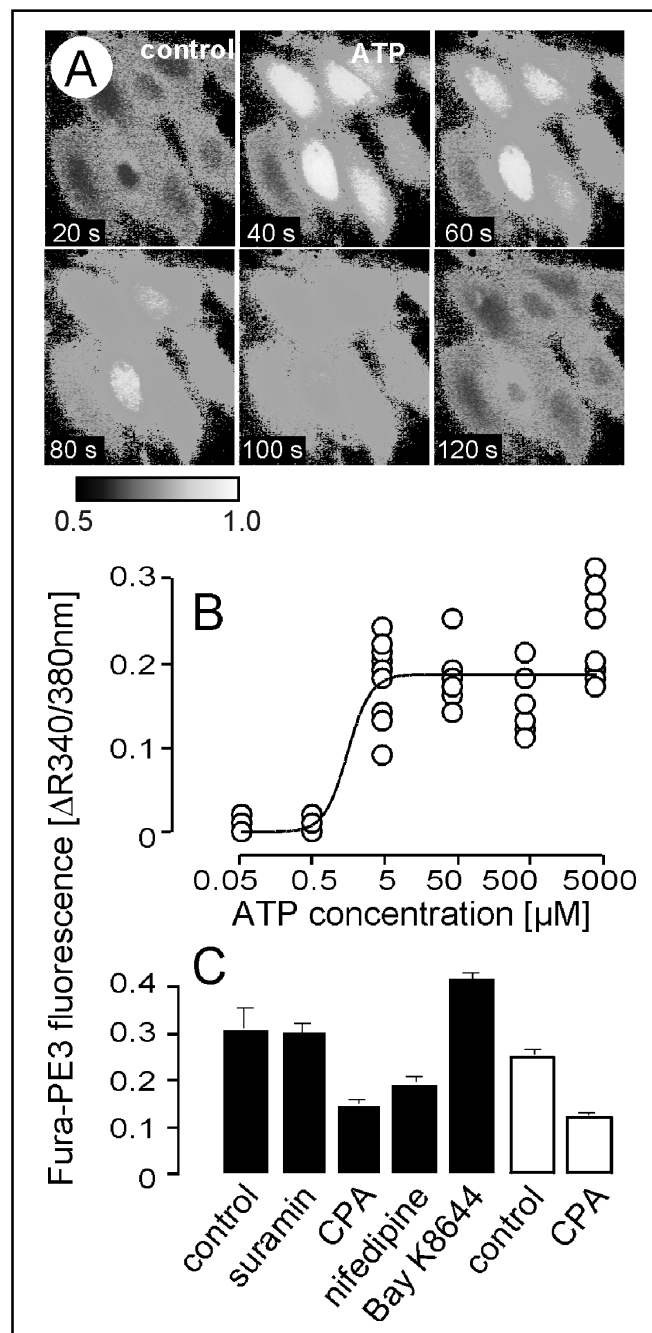 A control ATP
20 s 40 s 60 s
80 s 100 s 120 s
0.5 1.0
Fura-PE3 fluorescence [ΔR340/380nm]
B
0.3
0.2
0.1
0
0.05 0.5 5 50 500 5000
ATP concentration [µM]
C
0.4
0.3
0.2
0.1
0
control
suramin
CPA
nifedipine
Bay K8644
control
CPA